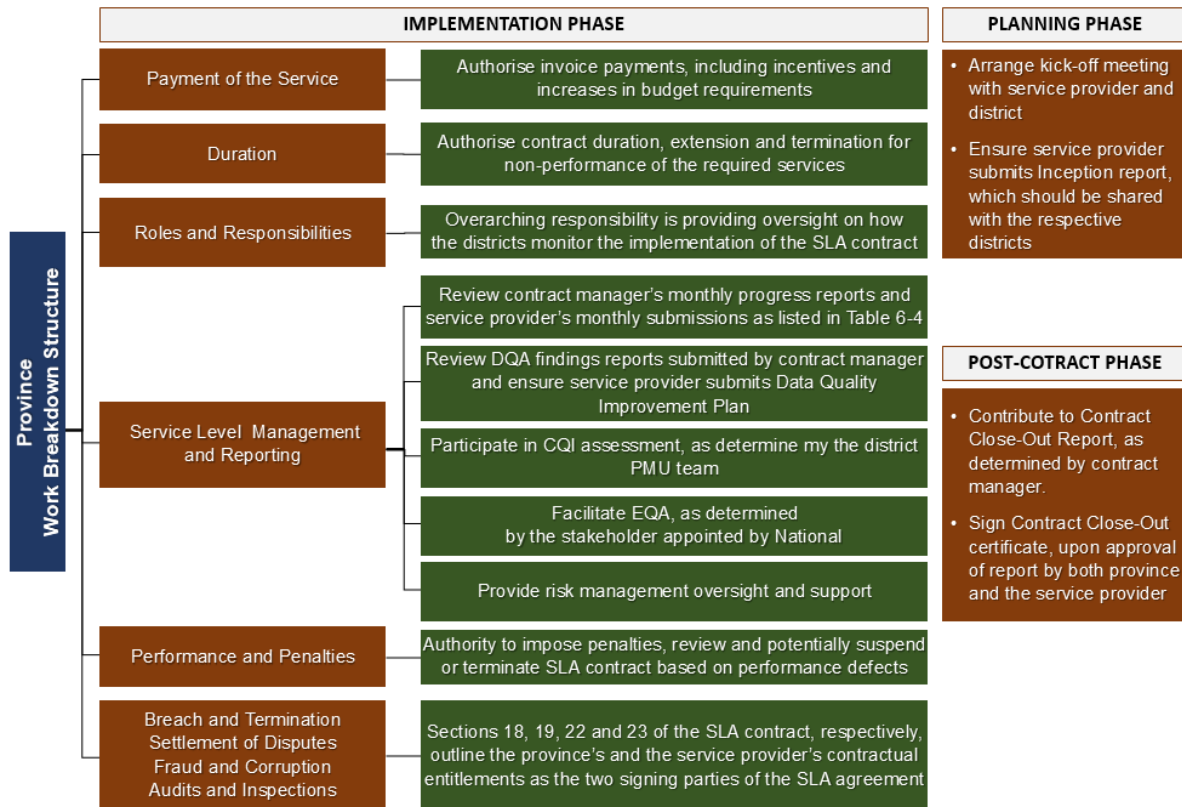 IMPLEMENTATION PHASE
Payment of the Service
Authorise invoice payments, including incentives and
increases in budget requirements
Duration
Authorise contract duration, extension and termination for
non-performance of the required services
Roles and Responsibilities
Overarching responsibility is providing oversight on how
the districts monitor the implementation of the SLA contract
Province
Work Breakdown Structure
Service Level Management
and Reporting
Review contract manager's monthly progress reports and
service provider's monthly submissions as listed in Table 6-4
Review DQA findings reports submitted by contract manager
and ensure service provider submits Data Quality
Improvement Plan
Participate in CQI assessment, as determine my the district
PMU team
Facilitate EQA, as determined
by the stakeholder appointed by National
Provide risk management oversight and support
Performance and Penalties
Authority to impose penalties, review and potentially suspend
or terminate SLA contract based on performance defects
Breach and Termination
Settlement of Disputes
Fraud and Corruption
Audits and Inspections
Sections 18, 19, 22 and 23 of the SLA contract, respectively,
outline the province's and the service provider's contractual
entitlements as the two signing parties of the SLA agreement
PLANNING PHASE
• Arrange kick-off meeting
with service provider and
district
• Ensure service provider
submits Inception report,
which should be shared
with the respective
districts
POST-COTRACT PHASE
• Contribute to Contract
Close-Out Report, as
determined by contract
manager.
• Sign Contract Close-Out
certificate, upon approval
of report by both province
and the service provider